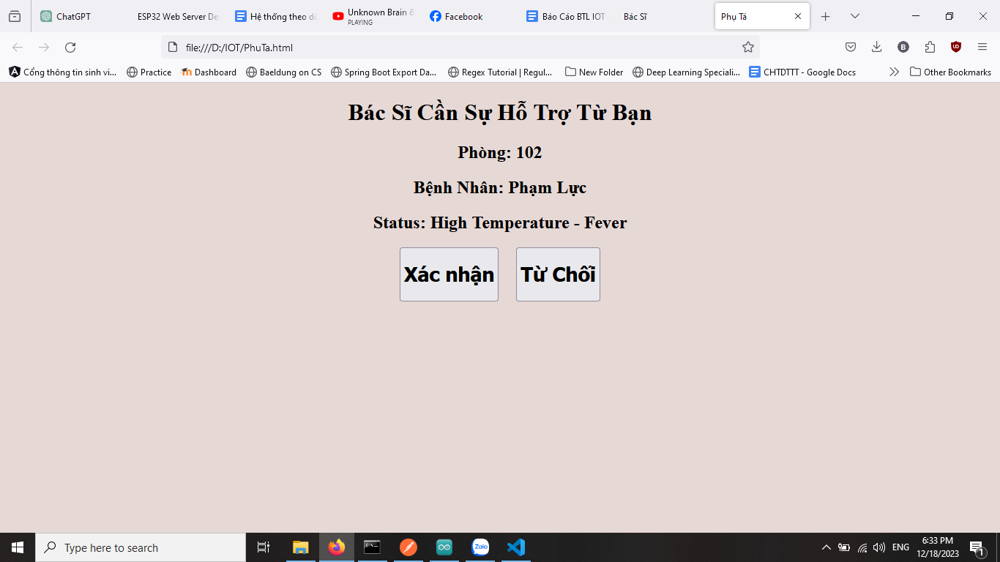 ChatGPT
ESP32 Web Server De
Hệ thống theo dõ
Unknown Brain &
PLAYING
Facebook
Báo Cáo BTL IOT
Bác Sĩ
Phụ Tá
file:///D:/IOT/PhuTa.html
Cổng thông tin sinh vi...
Practice
Dashboard
Baeldung on CS
Spring Boot Export Da...
Regex Tutorial | Regul...
New Folder
Deep Learning Speciali...
CHTDTTT - Google Docs
Other Bookmarks
Bác Sĩ Cần Sự Hỗ Trợ Từ Bạn
Phòng: 102
Bệnh Nhân: Phạm Lực
Status: High Temperature - Fever
Xác nhận
Từ Chối
Type here to search
Zalo
ENG
6:33 PM
12/18/2023
1